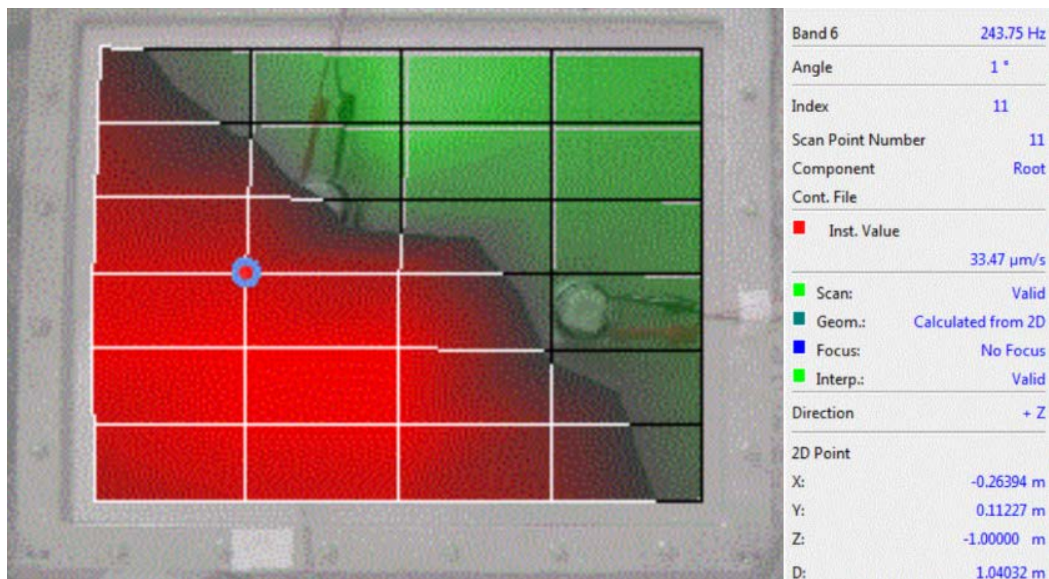 Band 6 243.75 Hz
Angle 1 °
Index 11
Scan Point Number 11
Component Root
Cont. File
Inst. Value
33.47 µm/s
Scan: Valid
Geom.: Calculated from 2D
Focus: No Focus
Interp.: Valid
Direction + Z
2D Point
X: -0.26394 m
Y: 0.11227 m
Z: -1.00000 m
D: 1.04032 m